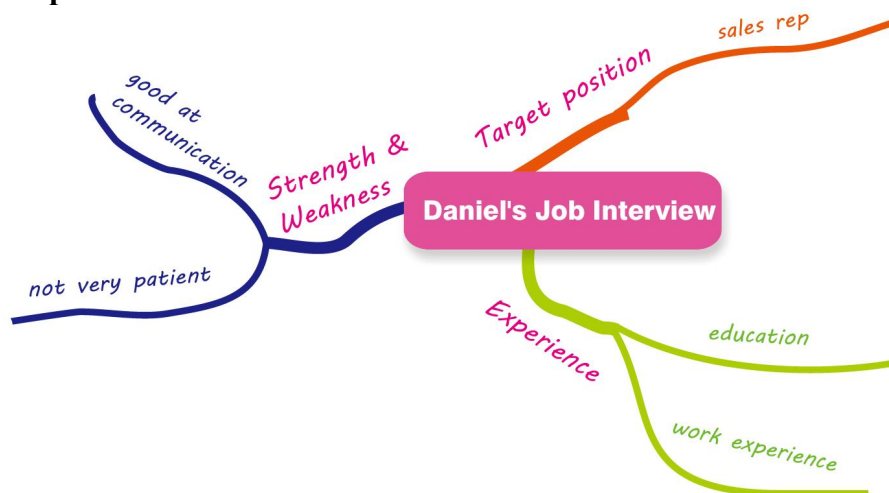 Daniel's Job Interview
Target position
sales rep
Strength &
Weakness
good at
communication
not very patient
Experience
education
work experience